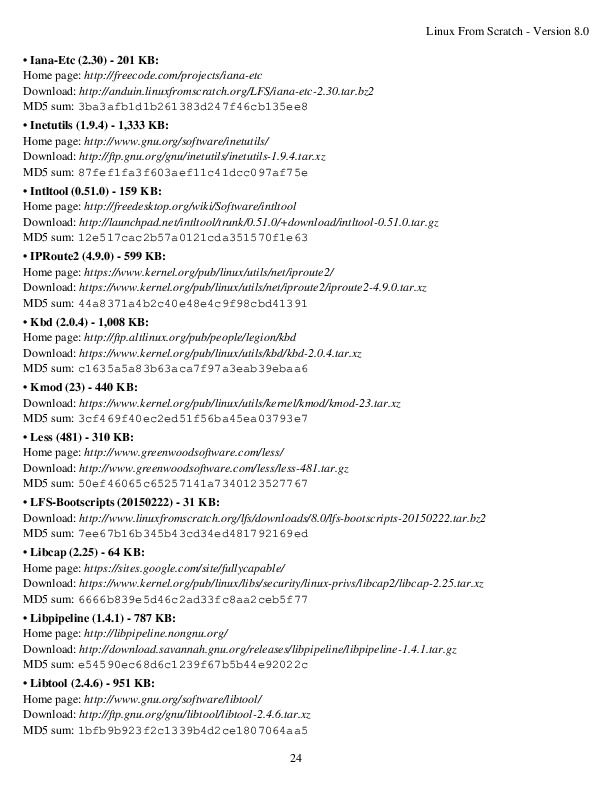 Linux From Scratch - Version 8.0
• Iana-Etc (2.30) - 201 KB:
Home page: http://freecode.com/projects/iana-etc
Download: http://anduin.linuxfromscratch.org/LFS/iana-etc-2.30.tar.bz2
MD5 sum: 3ba3afb1d1b261383d247f46cb135ee8
• Inetutils (1.9.4) - 1,333 KB:
Home page: http://www.gnu.org/software/inetutils/
Download: http://ftp.gnu.org/gnu/inetutils/inetutils-1.9.4.tar.xz
MD5 sum: 87fef1fa3f603aef11c41dcc097af75e
• Intltool (0.51.0) - 159 KB:
Home page: http://freedesktop.org/wiki/Software/intltool
Download: http://launchpad.net/intltool/trunk/0.51.0/+download/intltool-0.51.0.tar.gz
MD5 sum: 12e517cac2b57a0121cda351570f1e63
• IPRoute2 (4.9.0) - 599 KB:
Home page: https://www.kernel.org/pub/linux/utils/net/iproute2/
Download: https://www.kernel.org/pub/linux/utils/net/iproute2/iproute2-4.9.0.tar.xz
MD5 sum: 44a8371a4b2c40e48e4c9f98cbd41391
• Kbd (2.0.4) - 1,008 KB:
Home page: http://ftp.altlinux.org/pub/people/legion/kbd
Download: https://www.kernel.org/pub/linux/utils/kbd/kbd-2.0.4.tar.xz
MD5 sum: c1635a5a83b63aca7f97a3eab39ebaa6
• Kmod (23) - 440 KB:
Download: https://www.kernel.org/pub/linux/utils/kernel/kmod/kmod-23.tar.xz
MD5 sum: 3cf469f40ec2ed51f56ba45ea03793e7
• Less (481) - 310 KB:
Home page: http://www.greenwoodsoftware.com/less/
Download: http://www.greenwoodsoftware.com/less/less-481.tar.gz
MD5 sum: 50ef46065c65257141a7340123527767
• LFS-Bootscripts (20150222) - 31 KB:
Download: http://www.linuxfromscratch.org/lfs/downloads/8.0/lfs-bootscripts-20150222.tar.bz2
MD5 sum: 7ee67b16b345b43cd34ed481792169ed
• Libcap (2.25) - 64 KB:
Home page: https://sites.google.com/site/fullycapable/
Download: https://www.kernel.org/pub/linux/libs/security/linux-privs/libcap2/libcap-2.25.tar.xz
MD5 sum: 6666b839e5d46c2ad33fc8aa2ceb5f77
• Libpipeline (1.4.1) - 787 KB:
Home page: http://libpipeline.nongnu.org/
Download: http://download.savannah.gnu.org/releases/libpipeline/libpipeline-1.4.1.tar.gz
MD5 sum: e54590ec68d6c1239f67b5b44e92022c
• Libtool (2.4.6) - 951 KB:
Home page: http://www.gnu.org/software/libtool/
Download: http://ftp.gnu.org/gnu/libtool/libtool-2.4.6.tar.xz
MD5 sum: 1bfb9b923f2c1339b4d2ce1807064aa5
24